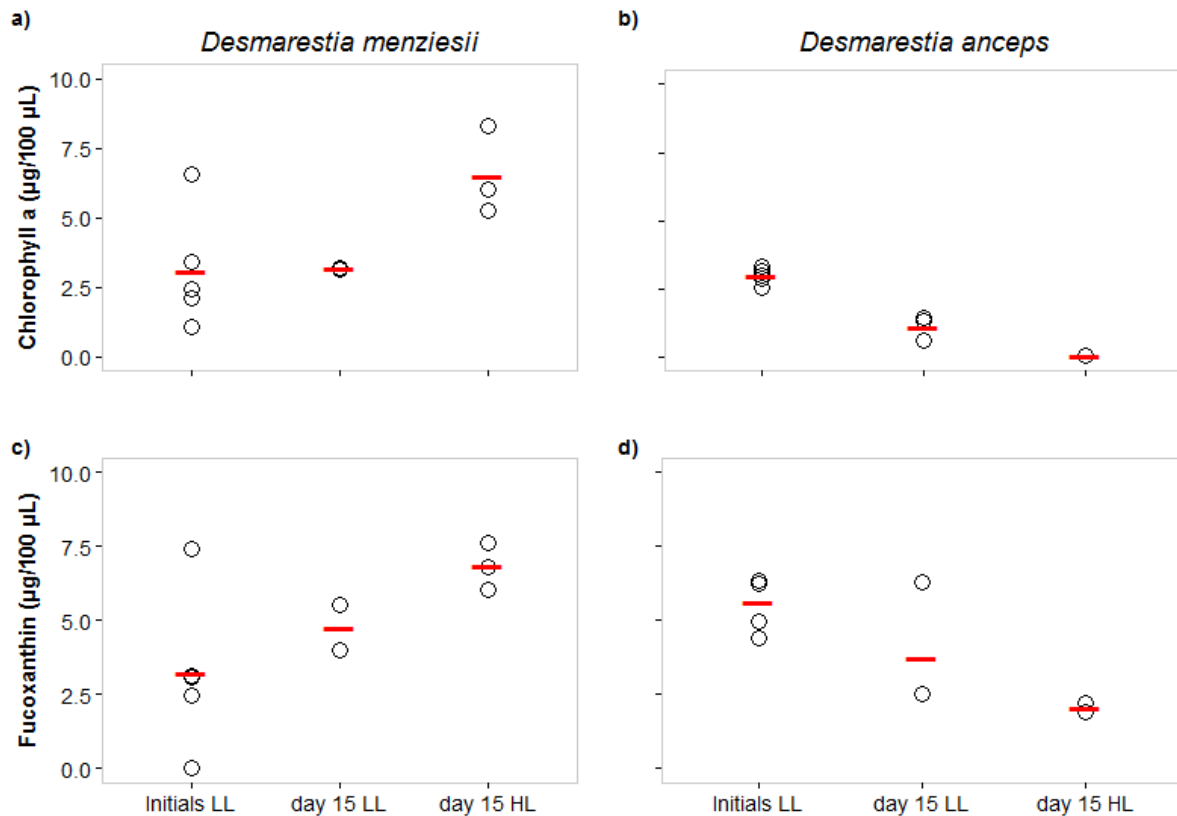 a)
Desmarestia menziesii
b)
Desmarestia anceps
Chlorophyll a (µg/100 µL)
10.0
7.5
5.0
2.5
0.0
c)
d)
Fucoxanthin (µg/100 µL)
10.0
7.5
5.0
2.5
0.0
Initials LL day 15 LL day 15 HL
Initials LL day 15 LL day 15 HL